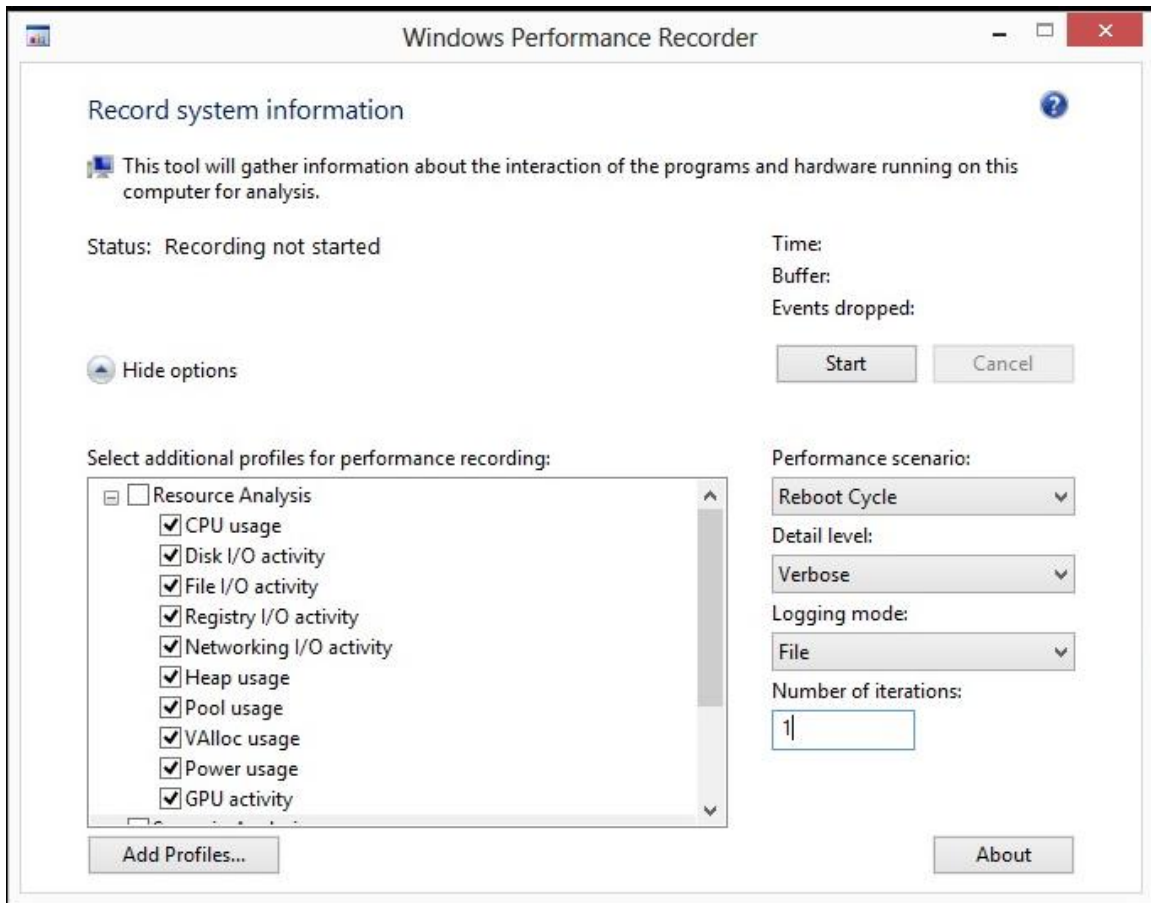 Windows Performance Recorder
Record system information
This tool will gather information about the interaction of the programs and hardware running on this
computer for analysis.
Status: Recording not started
Time:
Buffer:
Events dropped:
Hide options
Start
Cancel
Select additional profiles for performance recording:
Resource Analysis
CPU usage
Disk I/O activity
File I/O activity
Registry I/O activity
Networking I/O activity
Heap usage
Pool usage
VAlloc usage
Power usage
GPU activity
Performance scenario:
Reboot Cycle
Detail level:
Verbose
Logging mode:
File
Number of iterations:
1
Add Profiles...
About